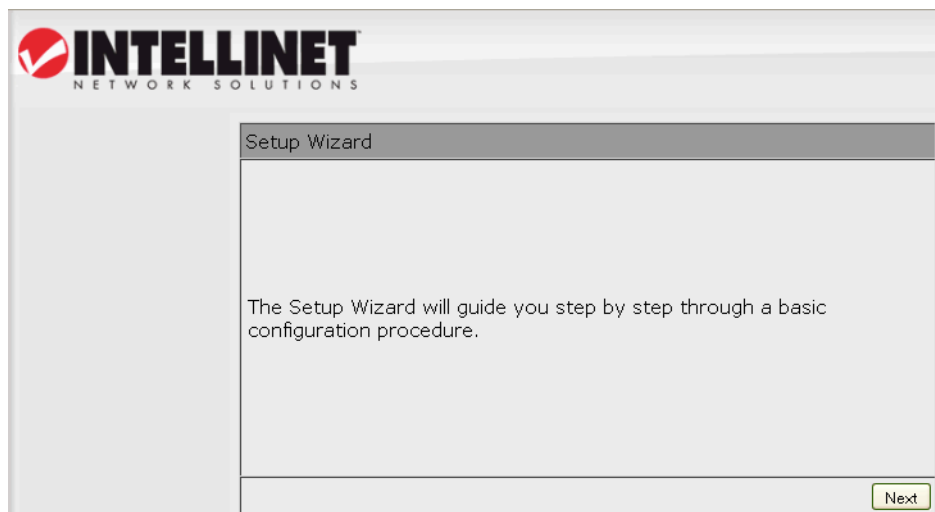 INTELLINET
NETWORK SOLUTIONS
Setup Wizard
The Setup Wizard will guide you step by step through a basic
configuration procedure.
Next